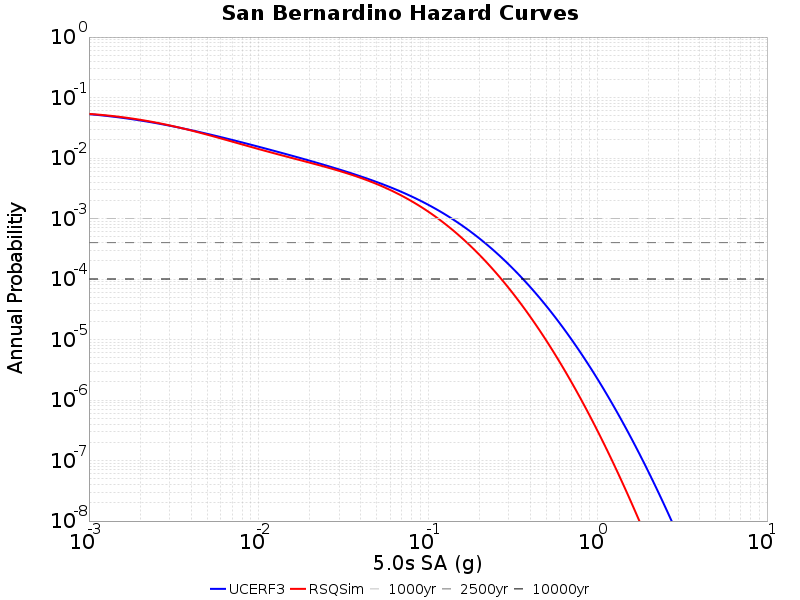 San Bernardino Hazard Curves
10^0
10^-1
10^-2
10^-3
10^-4
10^-5
10^-6
10^-7
10^-8
Annual Probabilitiy
10^-3 10^-2 10^-1 10^0 10^1
5.0s SA (g)
UCERF3 RSQSim 1000yr 2500yr 10000yr